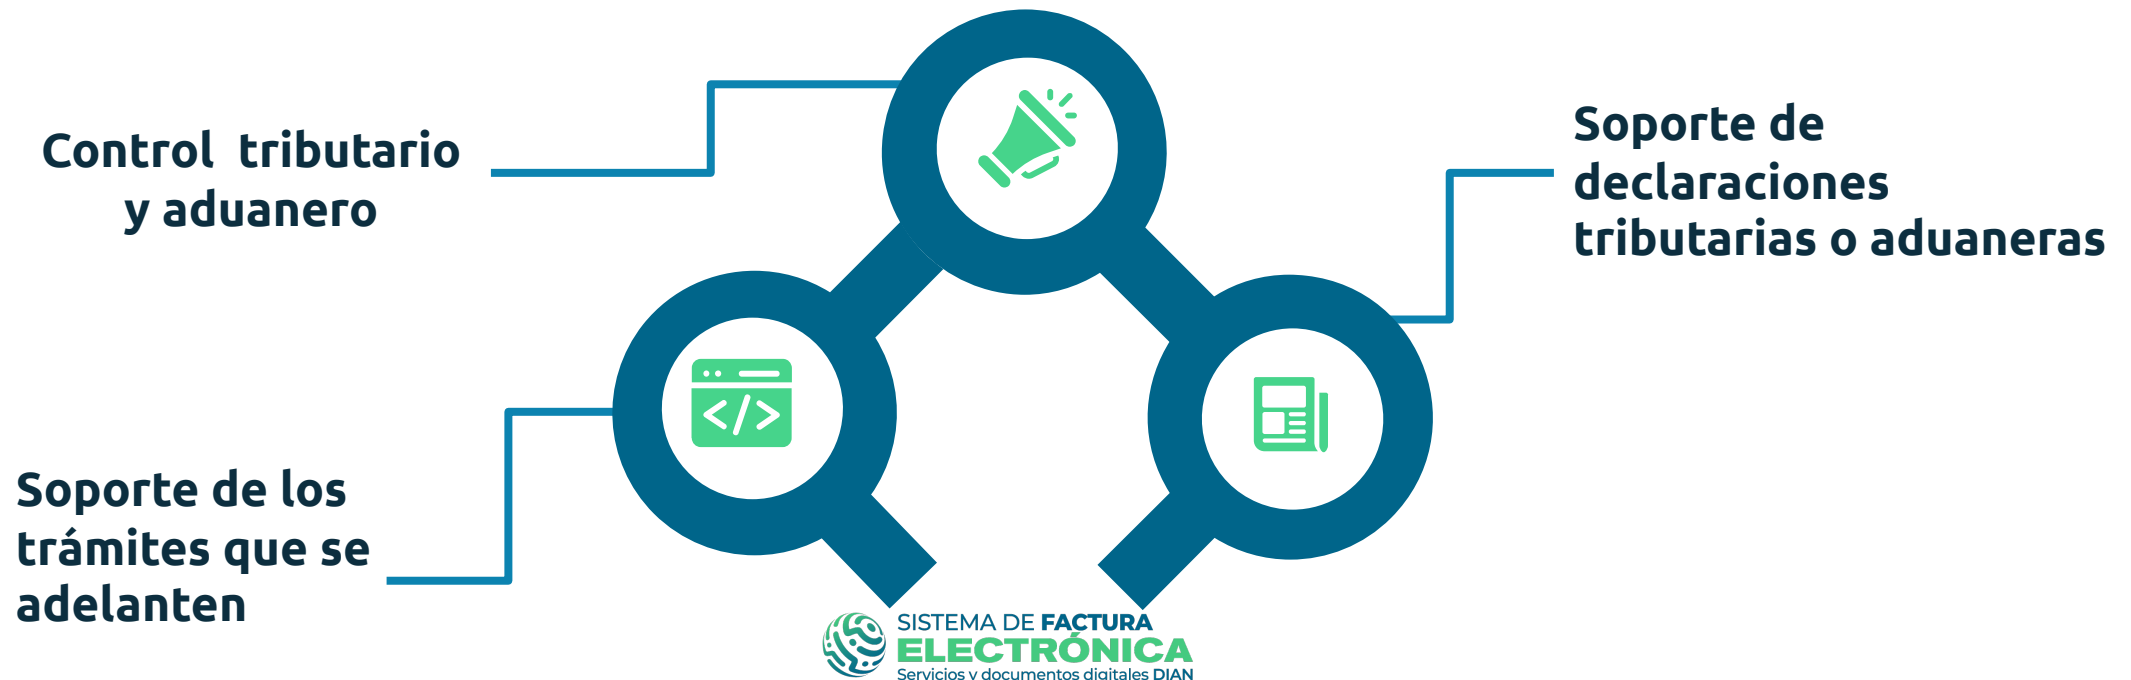 Control tributario
y aduanero
Soporte de
declaraciones
tributarias o aduaneras
Soporte de los
trámites que se
adelanten
SISTEMA DE FACTURA
ELECTRÓNICA
Servicios y documentos digitales DIAN